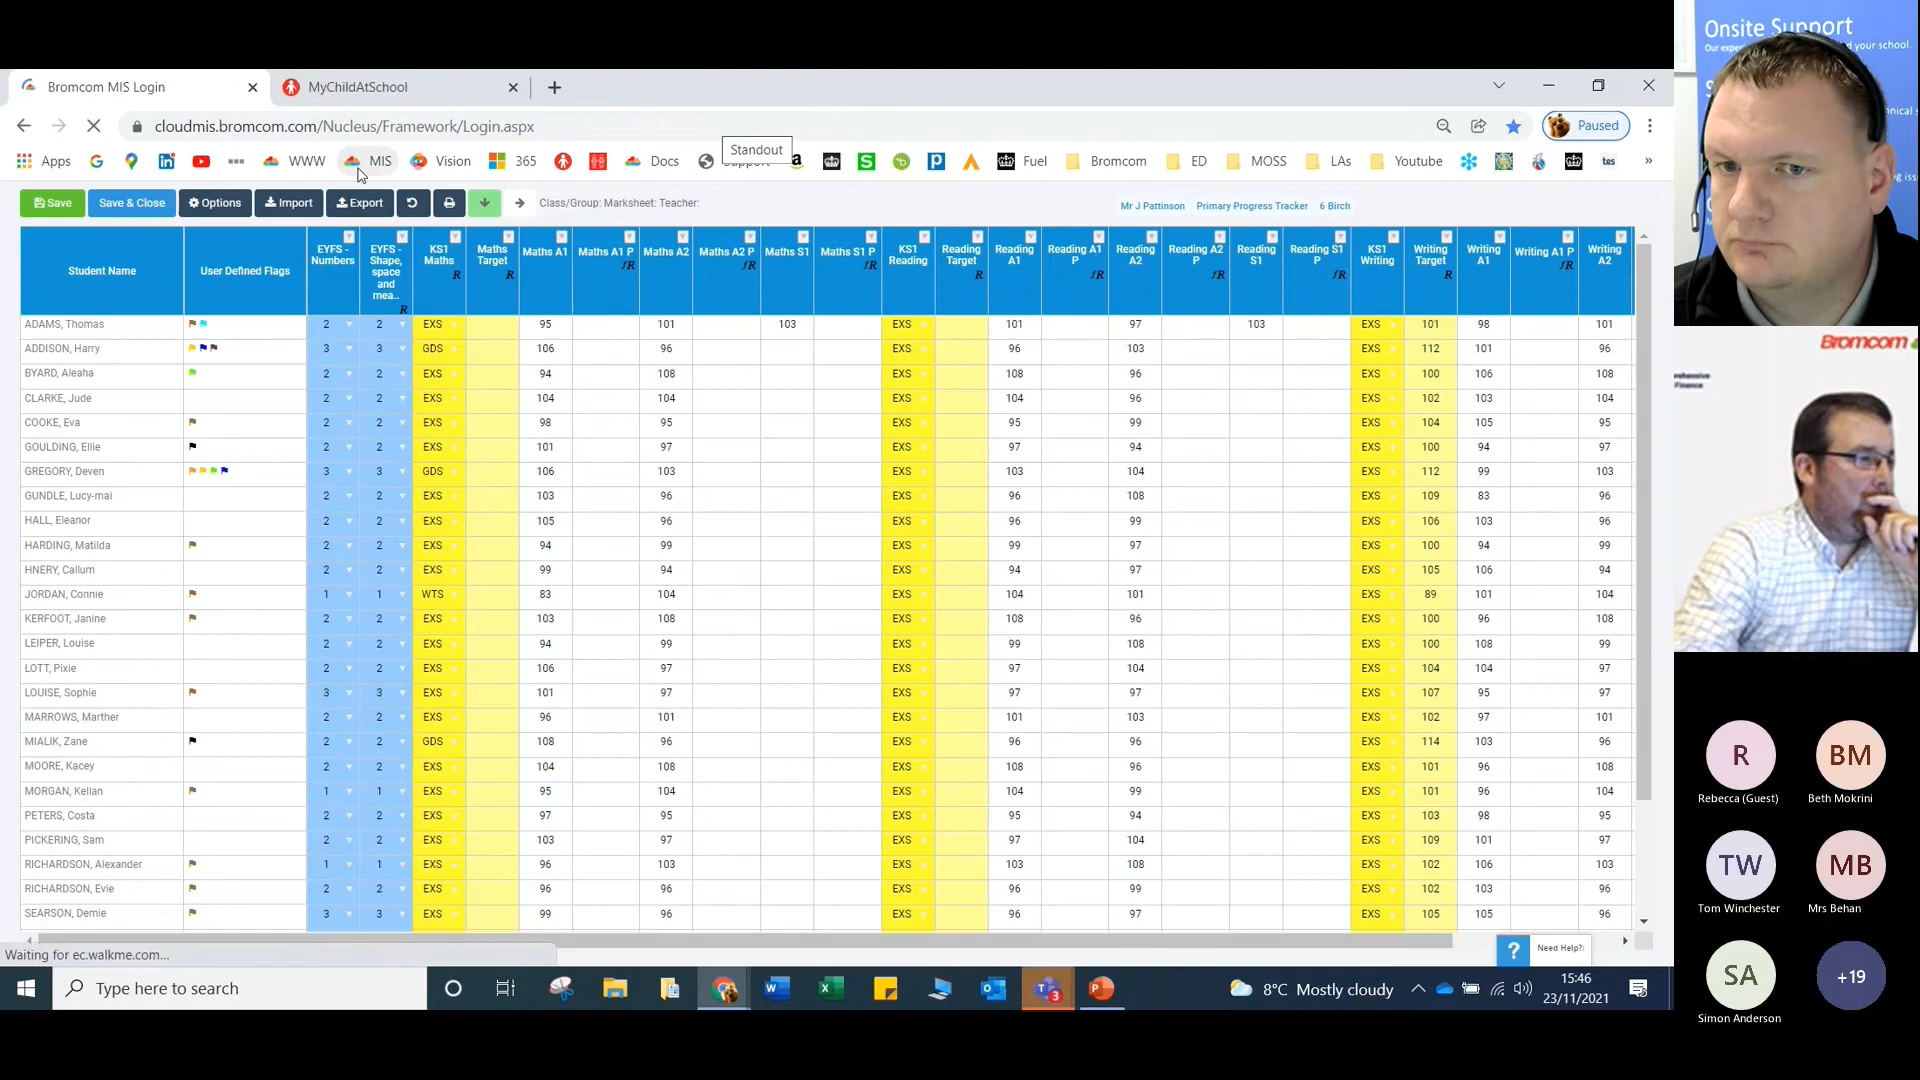 Onsite Support
Bromcom MIS Login
MyChildAtSchool
cloudmis.bromcom.com/Nucleus/Framework/Login.aspx
Paused
Apps WWW MIS Vision 365 Docs Standout Fuel Bromcom ED MOSS LAs Youtube tes
Save Save & Close Options Import Export Class/Group: Marksheet: Teacher: Mr J Pattinson Primary Progress Tracker 6 Birch
Student Name User Defined Flags EYFS - Numbers EYFS - Shape, space and mea.. R KS1 Maths R Maths Target R Maths A1 Maths A1 P fR Maths A2 Maths A2 P fR Maths S1 Maths S1 P fR KS1 Reading Reading Target R Reading A1 Reading A1 P fR Reading A2 Reading A2 P fR Reading S1 Reading S1 P fR KS1 Writing Writing Target R Writing A1 Writing A1 P fR Writing A2
ADAMS, Thomas 2 2 EXS 95 101 103 EXS 101 97 103 EXS 101 98 101
ADDISON, Harry 3 3 GDS 106 96 EXS 96 103 EXS 112 101 96
BYARD, Aleaha 2 2 EXS 94 108 EXS 108 96 EXS 100 106 108
CLARKE, Jude 2 2 EXS 104 104 EXS 104 96 EXS 102 103 104
COOKE, Eva 2 2 EXS 98 95 EXS 95 99 EXS 104 105 95
GOULDING, Ellie 2 2 EXS 101 97 EXS 97 94 EXS 100 94 97
GREGORY, Deven 3 3 GDS 106 103 EXS 103 104 EXS 112 99 103
GUNDLE, Lucy-mai 2 2 EXS 103 96 EXS 96 108 EXS 109 83 96
HALL, Eleanor 2 2 EXS 105 96 EXS 96 99 EXS 106 103 96
HARDING, Matilda 2 2 EXS 94 99 EXS 99 97 EXS 100 94 99
HNERY, Callum 2 2 EXS 99 94 EXS 94 97 EXS 105 106 94
JORDAN, Connie 1 1 WTS 83 104 EXS 104 101 EXS 89 101 104
KERFOOT, Janine 2 2 EXS 103 108 EXS 108 96 EXS 100 96 108
LEIPER, Louise 2 2 EXS 94 99 EXS 99 108 EXS 100 108 99
LOTT, Pixie 2 2 EXS 106 97 EXS 97 104 EXS 104 104 97
LOUISE, Sophie 3 3 EXS 101 97 EXS 97 97 EXS 107 95 97
MARROWS, Marther 2 2 EXS 96 101 EXS 101 103 EXS 102 97 101
MIALIK, Zane 2 2 GDS 108 96 EXS 96 96 EXS 114 103 96
MOORE, Kacey 2 2 EXS 104 108 EXS 108 96 EXS 101 96 108
MORGAN, Kellan 1 1 EXS 95 104 EXS 104 99 EXS 101 96 104
PETERS, Costa 2 2 EXS 97 95 EXS 95 94 EXS 103 98 95
PICKERING, Sam 2 2 EXS 103 97 EXS 97 104 EXS 109 101 97
RICHARDSON, Alexander 1 1 EXS 96 103 EXS 103 108 EXS 102 106 103
RICHARDSON, Evie 2 2 EXS 96 96 EXS 96 99 EXS 102 103 96
SEARSON, Demie 3 3 EXS 99 96 EXS 96 97 EXS 105 105 96
Waiting for ec.walkme.com...
? Need Help?:
Type here to search
3
8°C Mostly cloudy
15:46
23/11/2021
Bromcom
R BM
Rebecca (Guest) Beth Mokrini
TW MB
Tom Winchester Mrs Behan
SA +19
Simon Anderson